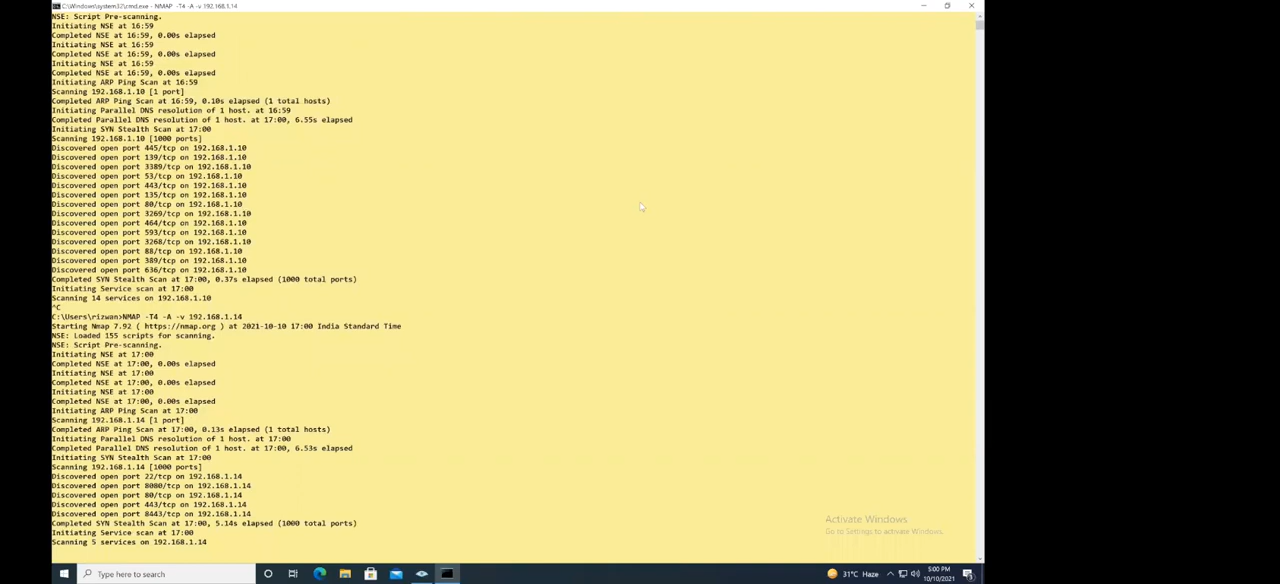 C:\Windows\system32\cmd.exe - NMAP -T4 -A -v 192.168.1.14
NSE: Script Pre-scanning.
Initiating NSE at 16:59
Completed NSE at 16:59, 0.00s elapsed
Initiating NSE at 16:59
Completed NSE at 16:59, 0.00s elapsed
Initiating NSE at 16:59
Completed NSE at 16:59, 0.00s elapsed
Initiating ARP Ping Scan at 16:59
Scanning 192.168.1.10 [1 port]
Completed ARP Ping Scan at 16:59, 0.10s elapsed (1 total hosts)
Initiating Parallel DNS resolution of 1 host. at 16:59
Completed Parallel DNS resolution of 1 host. at 17:00, 6.55s elapsed
Initiating SYN Stealth Scan at 17:00
Scanning 192.168.1.10 [1000 ports]
Discovered open port 445/tcp on 192.168.1.10
Discovered open port 139/tcp on 192.168.1.10
Discovered open port 3389/tcp on 192.168.1.10
Discovered open port 53/tcp on 192.168.1.10
Discovered open port 443/tcp on 192.168.1.10
Discovered open port 135/tcp on 192.168.1.10
Discovered open port 80/tcp on 192.168.1.10
Discovered open port 3269/tcp on 192.168.1.10
Discovered open port 464/tcp on 192.168.1.10
Discovered open port 593/tcp on 192.168.1.10
Discovered open port 3268/tcp on 192.168.1.10
Discovered open port 88/tcp on 192.168.1.10
Discovered open port 389/tcp on 192.168.1.10
Discovered open port 636/tcp on 192.168.1.10
Completed SYN Stealth Scan at 17:00, 0.37s elapsed (1000 total ports)
Initiating Service scan at 17:00
Scanning 14 services on 192.168.1.10
^C
C:\Users\rizwan>NMAP -T4 -A -v 192.168.1.14
Starting Nmap 7.92 ( https://nmap.org ) at 2021-10-10 17:00 India Standard Time
NSE: Loaded 155 scripts for scanning.
NSE: Script Pre-scanning.
Initiating NSE at 17:00
Completed NSE at 17:00, 0.00s elapsed
Initiating NSE at 17:00
Completed NSE at 17:00, 0.00s elapsed
Initiating NSE at 17:00
Completed NSE at 17:00, 0.00s elapsed
Initiating ARP Ping Scan at 17:00
Scanning 192.168.1.14 [1 port]
Completed ARP Ping Scan at 17:00, 0.13s elapsed (1 total hosts)
Initiating Parallel DNS resolution of 1 host. at 17:00
Completed Parallel DNS resolution of 1 host. at 17:00, 6.53s elapsed
Initiating SYN Stealth Scan at 17:00
Scanning 192.168.1.14 [1000 ports]
Discovered open port 22/tcp on 192.168.1.14
Discovered open port 8080/tcp on 192.168.1.14
Discovered open port 80/tcp on 192.168.1.14
Discovered open port 443/tcp on 192.168.1.14
Discovered open port 8443/tcp on 192.168.1.14
Completed SYN Stealth Scan at 17:00, 5.14s elapsed (1000 total ports)
Initiating Service scan at 17:00
Scanning 5 services on 192.168.1.14
Activate Windows
Go to Settings to activate Windows.
Type here to search
31°C Haze
5:00 PM
10/10/2021
3